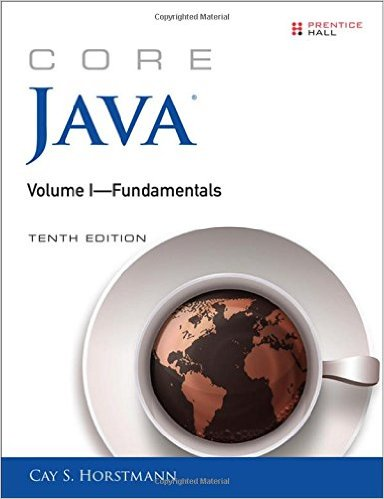 Copyrighted Material
PRENTICE
HALL
CORE
JAVA®
Volume I—Fundamentals
TENTH EDITION
CAY S. HORSTMANN
Copyrighted Material